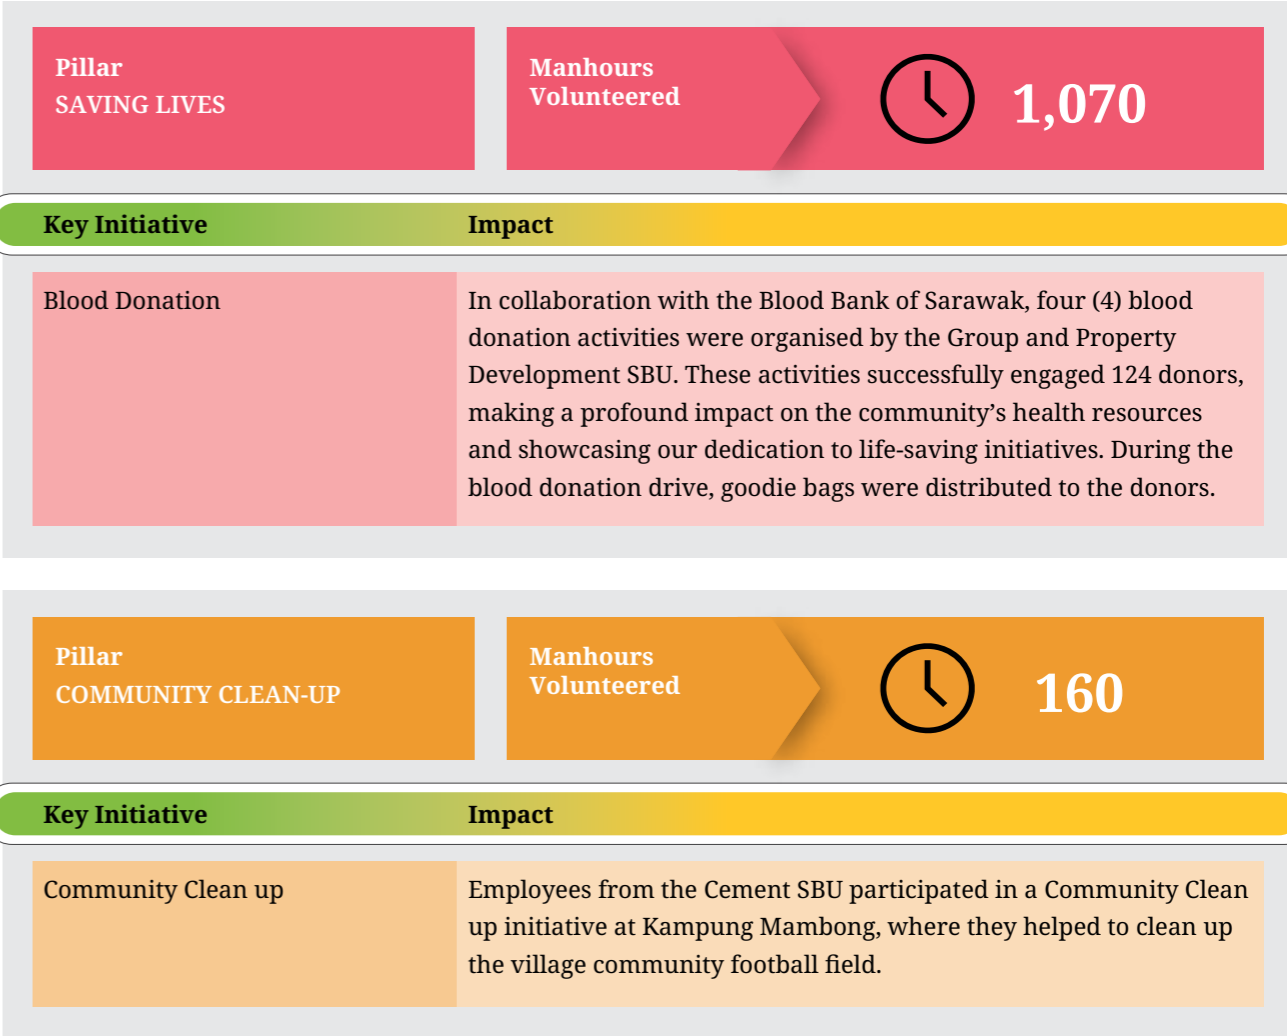 Pillar
SAVING LIVES
Manhours
Volunteered
1,070
Key Initiative
Impact
Blood Donation
In collaboration with the Blood Bank of Sarawak, four (4) blood
donation activities were organised by the Group and Property
Development SBU. These activities successfully engaged 124 donors,
making a profound impact on the community’s health resources
and showcasing our dedication to life-saving initiatives. During the
blood donation drive, goodie bags were distributed to the donors.
Pillar
COMMUNITY CLEAN-UP
Manhours
Volunteered
160
Key Initiative
Impact
Community Clean up
Employees from the Cement SBU participated in a Community Clean
up initiative at Kampung Mambong, where they helped to clean up
the village community football field.